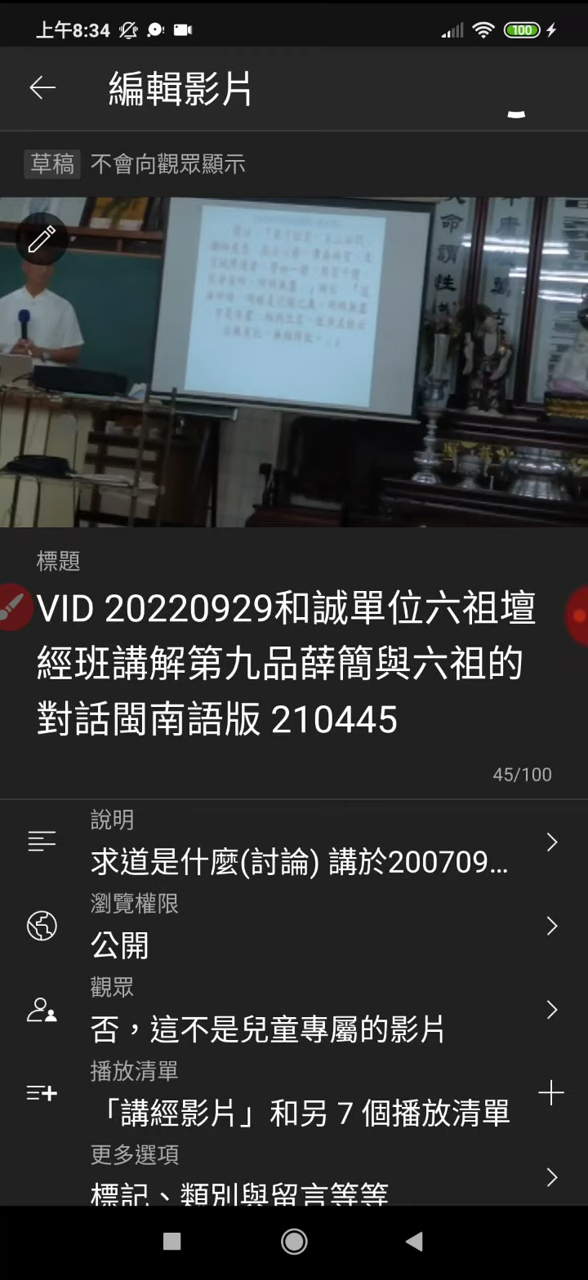 上午8:34
100
編輯影片
草稿 不會向觀眾顯示
標題
VID 20220929和誠單位六祖壇
經班講解第九品薛簡與六祖的
對話閩南語版 210445
45/100
說明
求道是什麼(討論) 講於200709...
瀏覽權限
公開
觀眾
否，這不是兒童專屬的影片
播放清單
「講經影片」和另 7 個播放清單
更多選項
標記、類別與留言等等